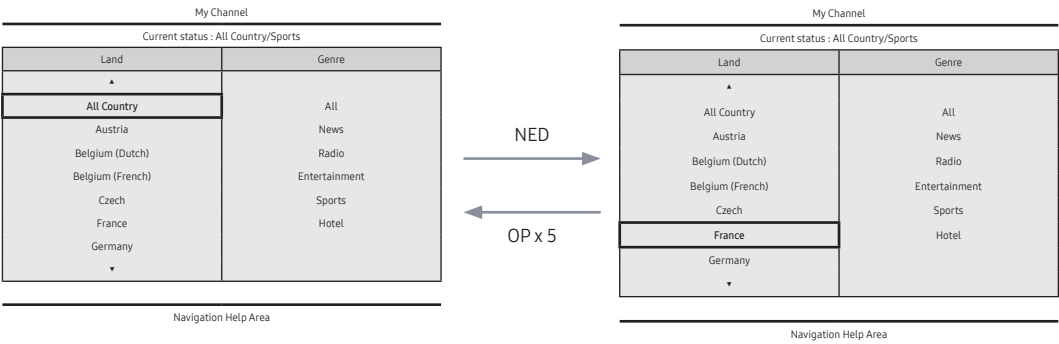 My Channel
Current status : All Country/Sports
Land Genre
▲
All Country All
Austria News
Belgium (Dutch) Radio
Belgium (French) Entertainment
Czech Sports
France Hotel
Germany
▼
Navigation Help Area
NED
OP x 5
My Channel
Current status : All Country/Sports
Land Genre
▲
All Country All
Austria News
Belgium (Dutch) Radio
Belgium (French) Entertainment
Czech Sports
France Hotel
Germany
▼
Navigation Help Area